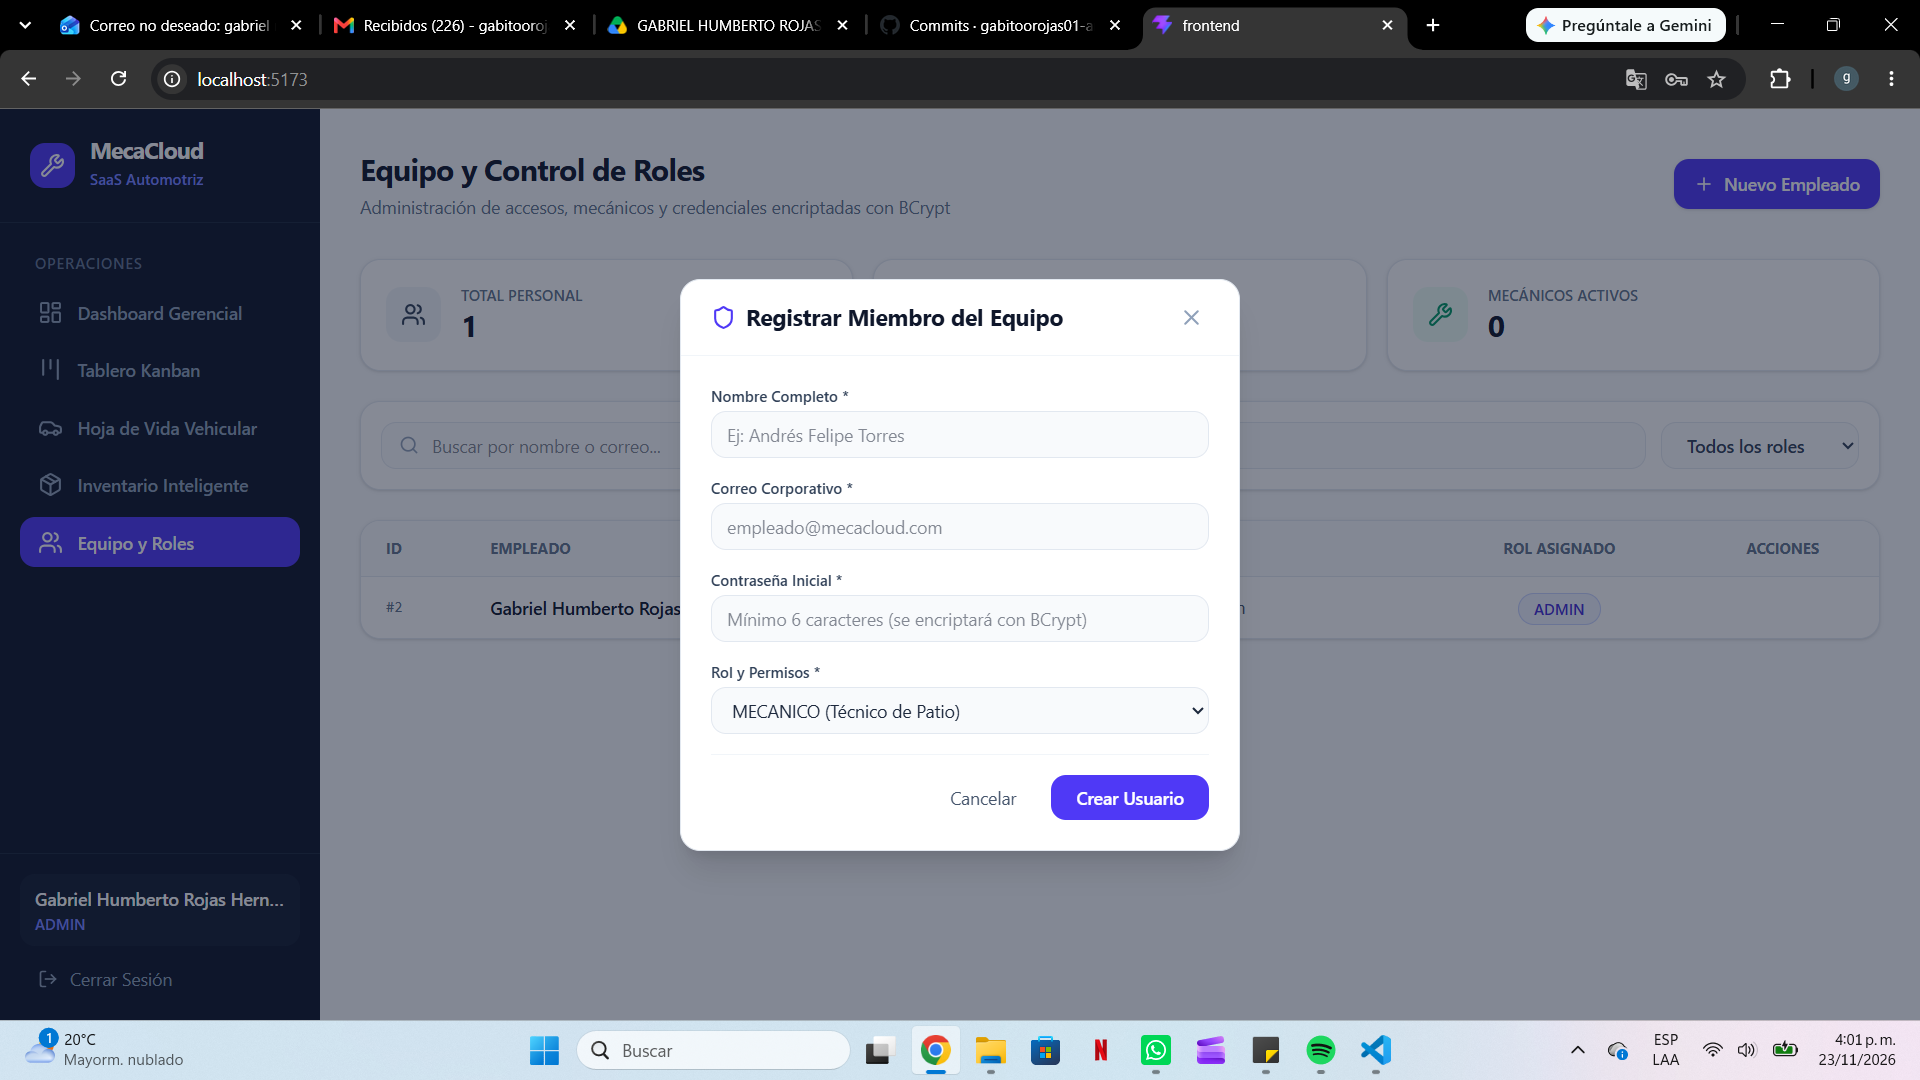 Correo no deseado: gabriel
Recibidos (226) - gabitooroj
GABRIEL HUMBERTO ROJAS
Commits · gabitoorojas01-a
frontend
Pregúntale a Gemini
localhost:5173
g
MecaCloud
SaaS Automotriz
OPERACIONES
Dashboard Gerencial
Tablero Kanban
Hoja de Vida Vehicular
Inventario Inteligente
Equipo y Roles
Gabriel Humberto Rojas Hern...
ADMIN
Cerrar Sesión
Equipo y Control de Roles
Administración de accesos, mecánicos y credenciales encriptadas con BCrypt
+ Nuevo Empleado
TOTAL PERSONAL
1
MECÁNICOS ACTIVOS
0
Buscar por nombre o correo...
Todos los roles
ID EMPLEADO ROL ASIGNADO ACCIONES
#2 Gabriel Humberto Rojas ADMIN
Registrar Miembro del Equipo
Nombre Completo *
Ej: Andrés Felipe Torres
Correo Corporativo *
empleado@mecacloud.com
Contraseña Inicial *
Mínimo 6 caracteres (se encriptará con BCrypt)
Rol y Permisos *
MECANICO (Técnico de Patio)
Cancelar
Crear Usuario
1
20°C
Mayorm. nublado
Buscar
N
ESP
LAA
4:01 p. m.
23/11/2026